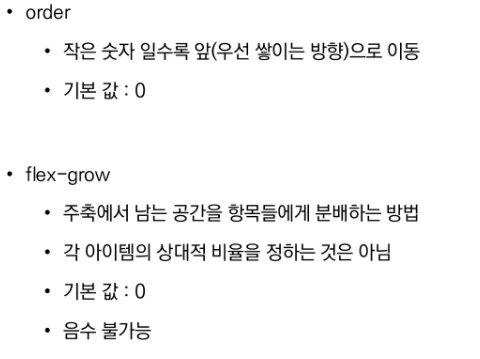 • order
• 작은 숫자 일수록 앞(우선 쌓이는 방향)으로 이동
• 기본 값 : 0
• flex-grow
• 주축에서 남는 공간을 항목들에게 분배하는 방법
• 각 아이템의 상대적 비율을 정하는 것은 아님
• 기본 값 : 0
• 음수 불가능